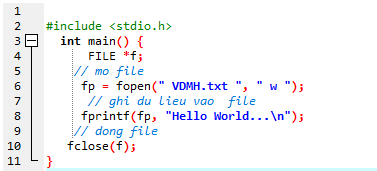 1
2 #include <stdio.h>
3 int main() {
4 FILE *f;
5 // mo file
6 fp = fopen(" VDMH.txt ", " w ");
7 // ghi du lieu vao  file
8 fprintf(fp, "Hello World...\n");
9 // dong file
10 fclose(f);
11 }